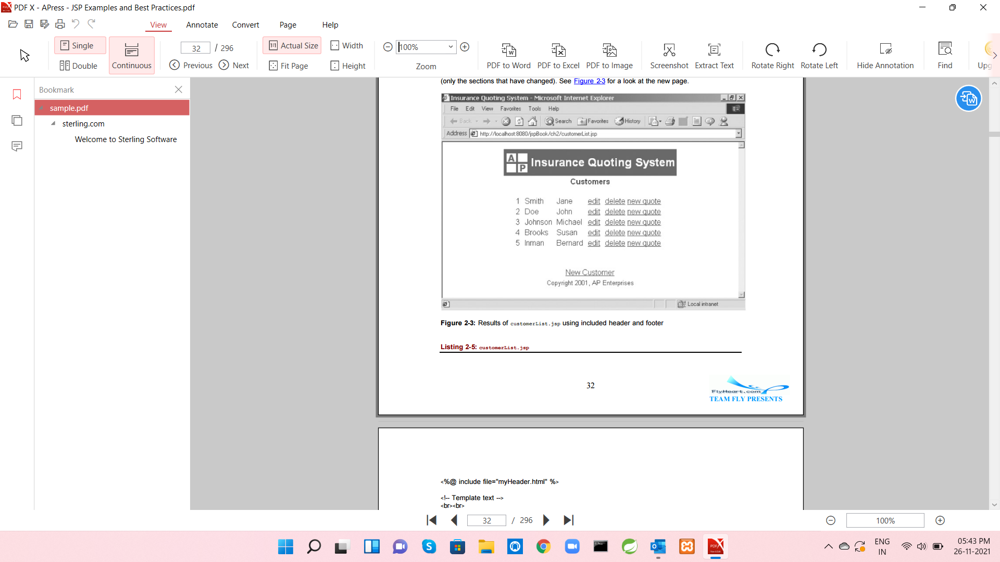 PDF X - APress - JSP Examples and Best Practices.pdf
View Annotate Convert Page Help
Single
Double
Continuous
32 / 296
Previous Next
Actual Size Width
Fit Page Height
100%
Zoom
PDF to Word PDF to Excel PDF to Image Screenshot Extract Text Rotate Right Rotate Left Hide Annotation Find Upg
Bookmark
sample.pdf
sterling.com
Welcome to Sterling Software
(only the sections that have changed). See Figure 2-3 for a look at the new page.
Insurance Quoting System - Microsoft Internet Explorer
File Edit View Favorites Tools Help
Back Search Favorites History
Address http://localhost:8080/jspBook/ch2/customerList.jsp
A P Insurance Quoting System
Customers
1 Smith Jane edit delete new quote
2 Doe John edit delete new quote
3 Johnson Michael edit delete new quote
4 Brooks Susan edit delete new quote
5 Inman Bernard edit delete new quote
New Customer
Copyright 2001, AP Enterprises
Local intranet
Figure 2-3: Results of customerList.jsp using included header and footer
Listing 2-5: customerList.jsp
32
FlyHeart.com
TEAM FLY PRESENTS
<%@ include file="myHeader.html" %>
<!-- Template text -->
<br><br>
32 / 296
100%
ENG
IN
05:43 PM
26-11-2021